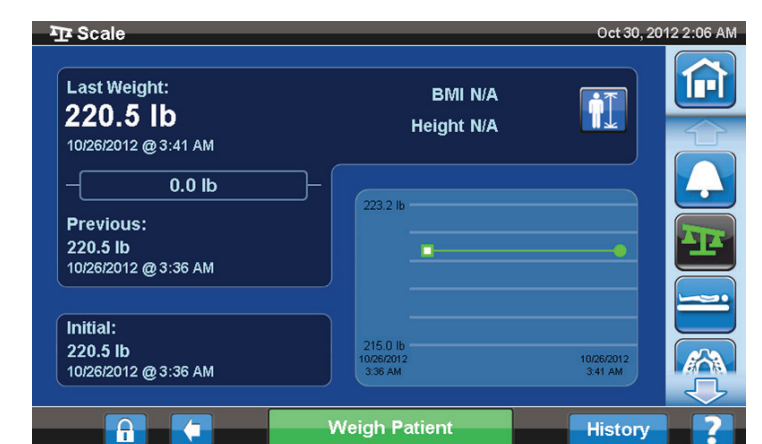 Scale
Oct 30, 2012 2:06 AM
Last Weight:
220.5 lb
10/26/2012 @ 3:41 AM
0.0 lb
Previous:
220.5 lb
10/26/2012 @ 3:36 AM
Initial:
220.5 lb
10/26/2012 @ 3:36 AM
BMI N/A
Height N/A
223.2 lb
215.0 lb
10/26/2012
3:36 AM
10/26/2012
3:41 AM
Weigh Patient
History
?